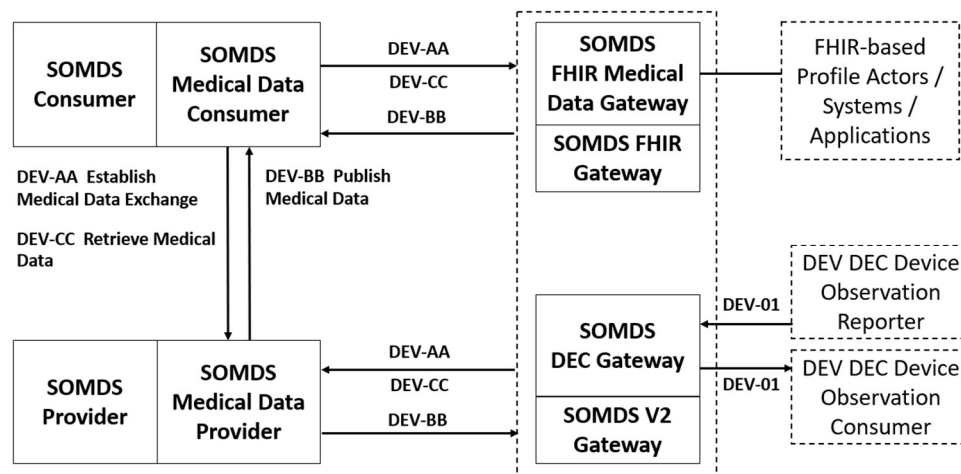 SOMDS
Consumer
SOMDS
Medical Data
Consumer
DEV-AA
DEV-CC
DEV-BB
SOMDS
FHIR Medical
Data Gateway
SOMDS FHIR
Gateway
FHIR-based
Profile Actors /
Systems /
Applications
DEV-AA  Establish
Medical Data Exchange
DEV-CC  Retrieve Medical
Data
DEV-BB  Publish
Medical Data
SOMDS
Provider
SOMDS
Medical Data
Provider
DEV-AA
DEV-CC
DEV-BB
SOMDS
DEC Gateway
SOMDS V2
Gateway
DEV-01
DEV-01
DEV DEC Device
Observation
Reporter
DEV DEC Device
Observation
Consumer